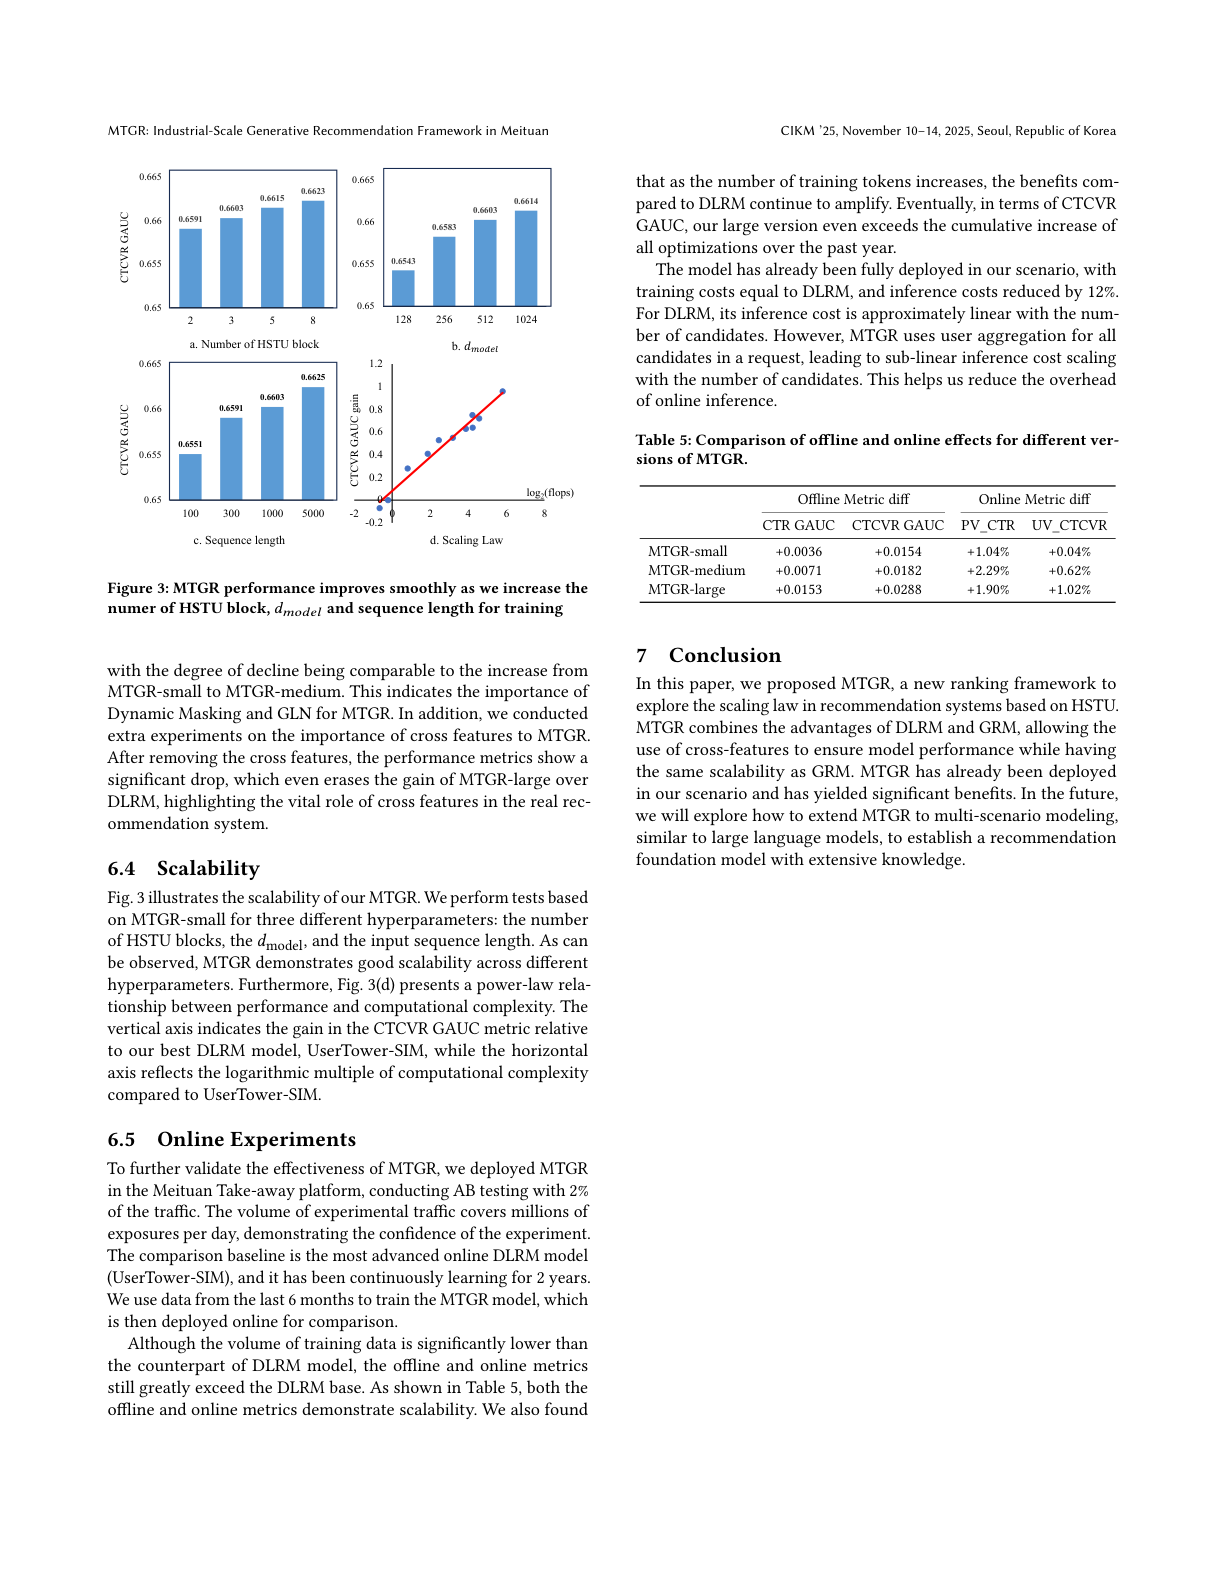 MTGR: Industrial-Scale Generative Recommendation Framework in Meituan
CIKM '25, November 10–14, 2025, Seoul, Republic of Korea
CTCVR GAUC
0.665
0.66
0.655
0.65
0.6591
0.6603
0.6615
0.6623
2 3 5 8
a. Number of HSTU block
0.665
0.66
0.655
0.65
0.6543
0.6583
0.6603
0.6614
128 256 512 1024
b. d_model
CTCVR GAUC
0.665
0.66
0.655
0.65
0.6551
0.6591
0.6603
0.6625
100 300 1000 5000
c. Sequence length
CTCVR GAUC gain
1.2
1
0.8
0.6
0.4
0.2
0
-0.2
log₂(flops)
-2 0 2 4 6 8
d. Scaling Law
Figure 3: MTGR performance improves smoothly as we increase the
numer of HSTU block, d_model and sequence length for training
with the degree of decline being comparable to the increase from
MTGR-small to MTGR-medium. This indicates the importance of
Dynamic Masking and GLN for MTGR. In addition, we conducted
extra experiments on the importance of cross features to MTGR.
After removing the cross features, the performance metrics show a
significant drop, which even erases the gain of MTGR-large over
DLRM, highlighting the vital role of cross features in the real rec-
ommendation system.
6.4 Scalability
Fig. 3 illustrates the scalability of our MTGR. We perform tests based
on MTGR-small for three different hyperparameters: the number
of HSTU blocks, the d_model, and the input sequence length. As can
be observed, MTGR demonstrates good scalability across different
hyperparameters. Furthermore, Fig. 3(d) presents a power-law rela-
tionship between performance and computational complexity. The
vertical axis indicates the gain in the CTCVR GAUC metric relative
to our best DLRM model, UserTower-SIM, while the horizontal
axis reflects the logarithmic multiple of computational complexity
compared to UserTower-SIM.
6.5 Online Experiments
To further validate the effectiveness of MTGR, we deployed MTGR
in the Meituan Take-away platform, conducting AB testing with 2%
of the traffic. The volume of experimental traffic covers millions of
exposures per day, demonstrating the confidence of the experiment.
The comparison baseline is the most advanced online DLRM model
(UserTower-SIM), and it has been continuously learning for 2 years.
We use data from the last 6 months to train the MTGR model, which
is then deployed online for comparison.
Although the volume of training data is significantly lower than
the counterpart of DLRM model, the offline and online metrics
still greatly exceed the DLRM base. As shown in Table 5, both the
offline and online metrics demonstrate scalability. We also found
that as the number of training tokens increases, the benefits com-
pared to DLRM continue to amplify. Eventually, in terms of CTCVR
GAUC, our large version even exceeds the cumulative increase of
all optimizations over the past year.
The model has already been fully deployed in our scenario, with
training costs equal to DLRM, and inference costs reduced by 12%.
For DLRM, its inference cost is approximately linear with the num-
ber of candidates. However, MTGR uses user aggregation for all
candidates in a request, leading to sub-linear inference cost scaling
with the number of candidates. This helps us reduce the overhead
of online inference.
Table 5: Comparison of offline and online effects for different ver-
sions of MTGR.
Offline Metric diff Online Metric diff
CTR GAUC CTCVR GAUC PV_CTR UV_CTCVR
MTGR-small +0.0036 +0.0154 +1.04% +0.04%
MTGR-medium +0.0071 +0.0182 +2.29% +0.62%
MTGR-large +0.0153 +0.0288 +1.90% +1.02%
7 Conclusion
In this paper, we proposed MTGR, a new ranking framework to
explore the scaling law in recommendation systems based on HSTU.
MTGR combines the advantages of DLRM and GRM, allowing the
use of cross-features to ensure model performance while having
the same scalability as GRM. MTGR has already been deployed
in our scenario and has yielded significant benefits. In the future,
we will explore how to extend MTGR to multi-scenario modeling,
similar to large language models, to establish a recommendation
foundation model with extensive knowledge.